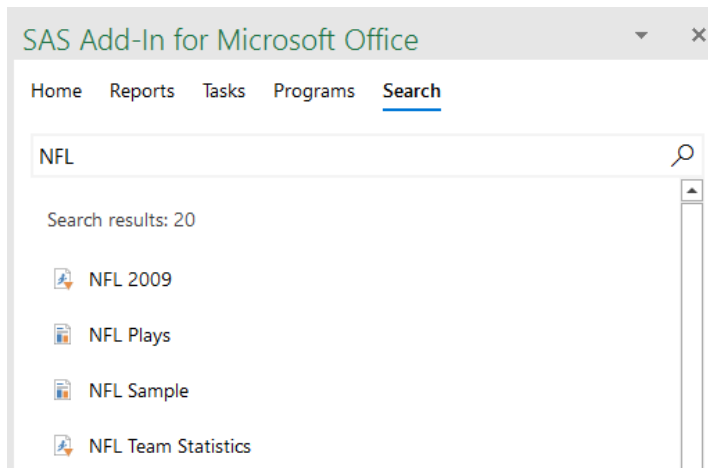 SAS Add-In for Microsoft Office
Home Reports Tasks Programs Search
NFL
Search results: 20
NFL 2009
NFL Plays
NFL Sample
NFL Team Statistics